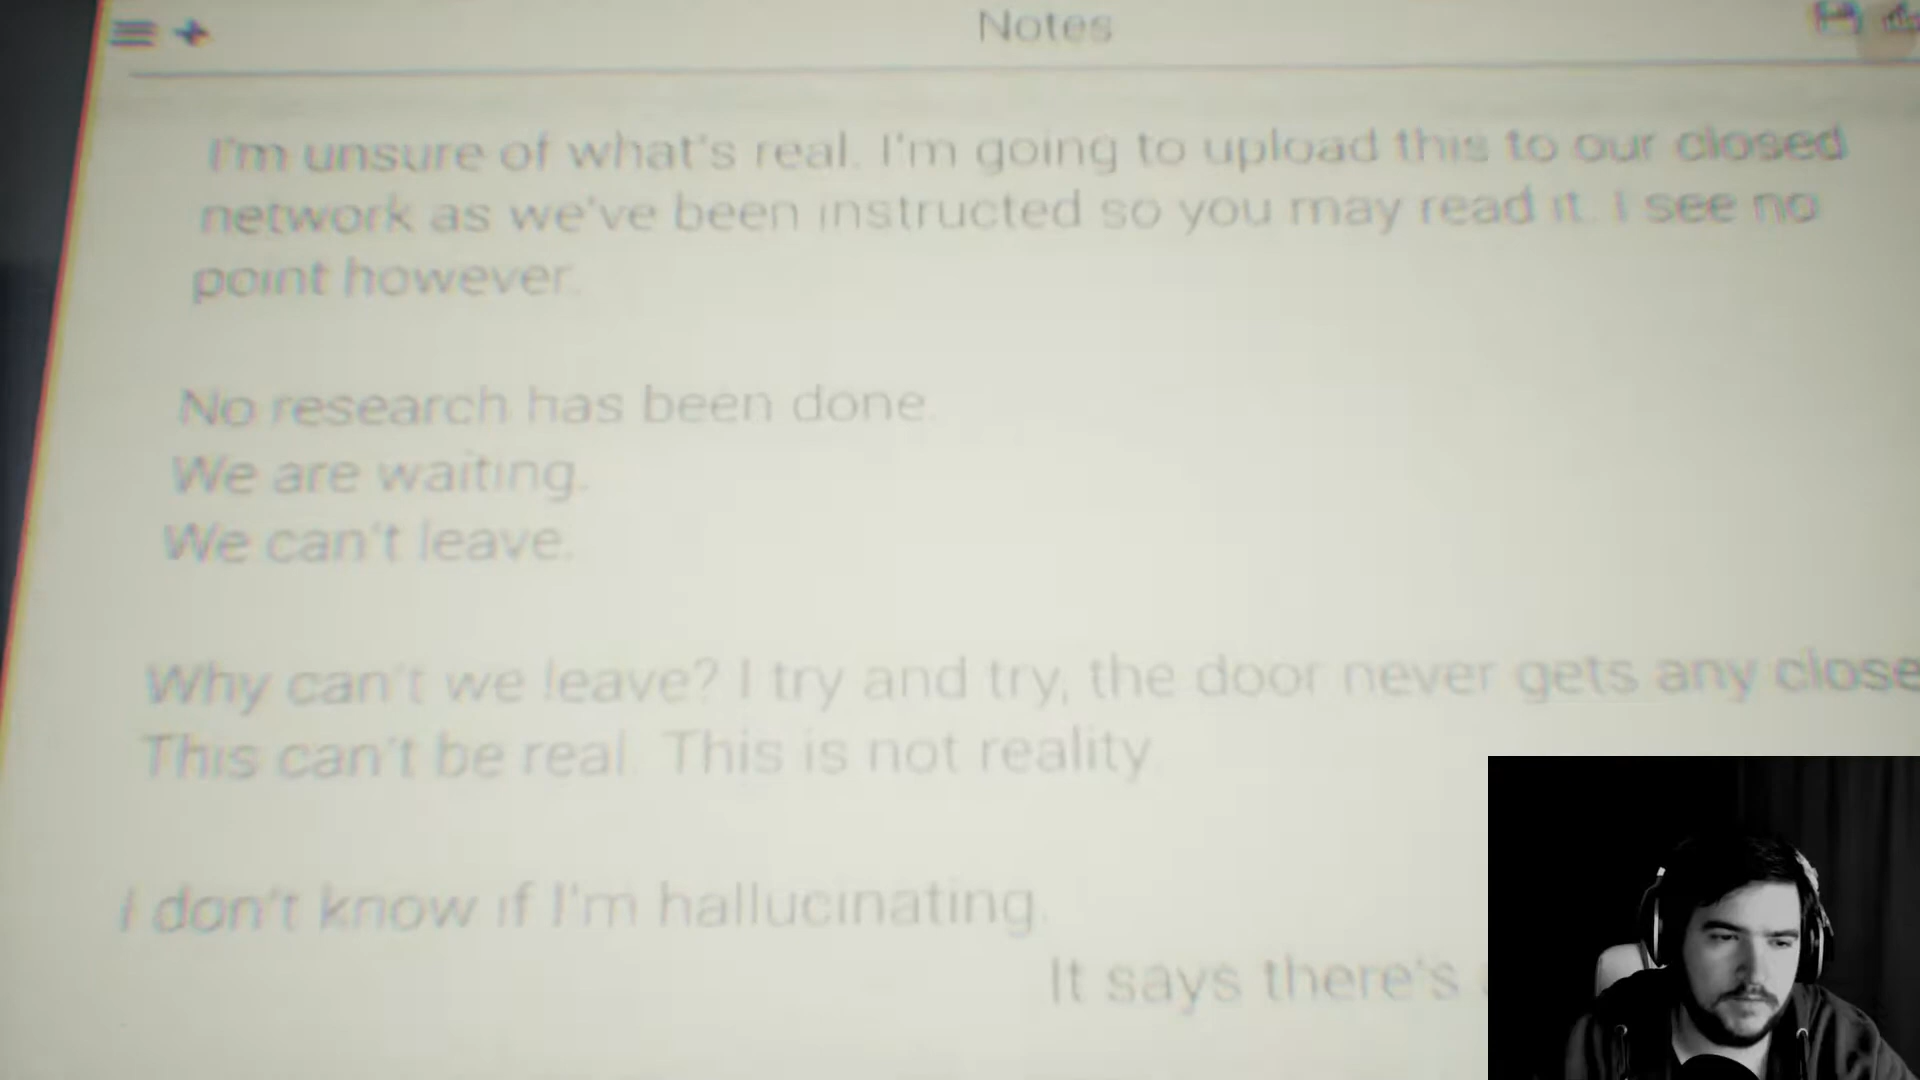 Notes
I'm unsure of what's real. I'm going to upload this to our closed
network as we've been instructed so you may read it. I see no
point however.
No research has been done.
We are waiting.
We can't leave.
Why can't we leave? I try and try, the door never gets any close
This can't be real. This is not reality.
I don't know if I'm hallucinating.
It says there's